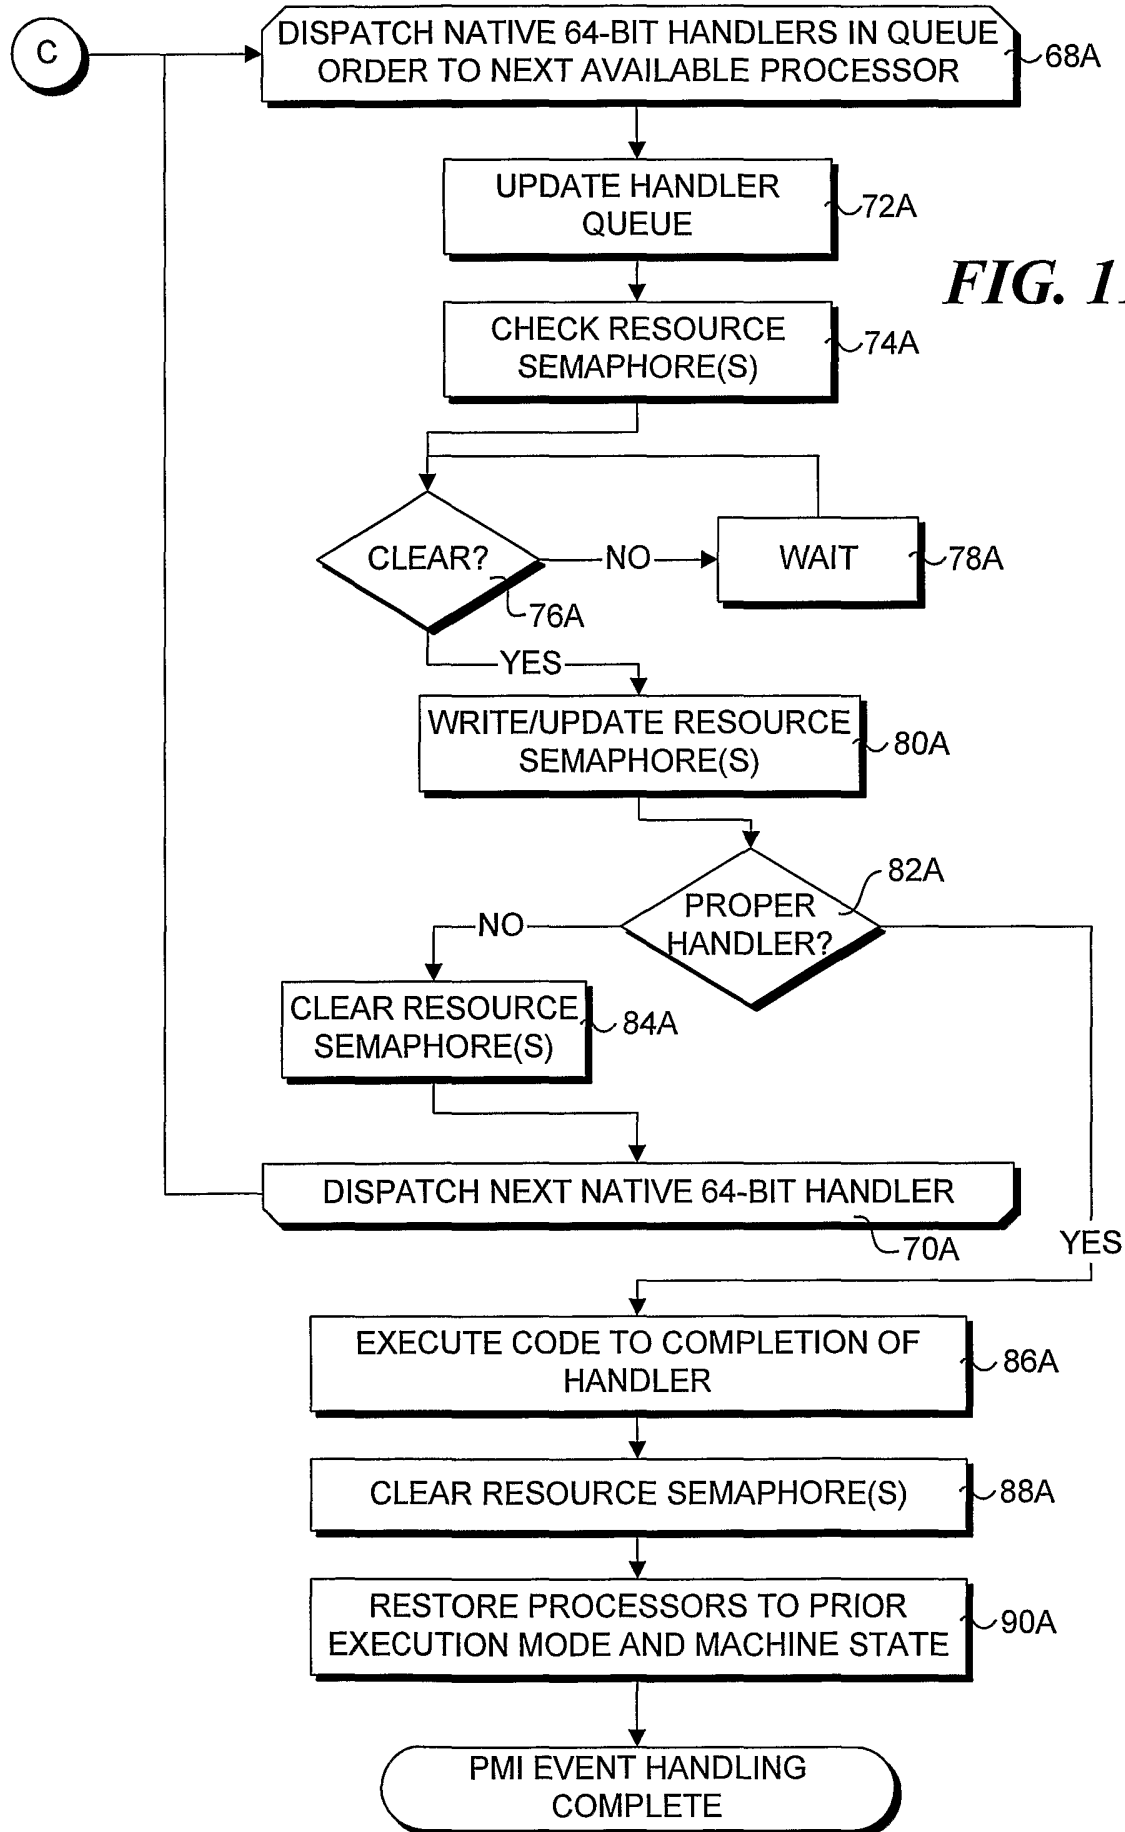 C
DISPATCH NATIVE 64-BIT HANDLERS IN QUEUE
ORDER TO NEXT AVAILABLE PROCESSOR
68A
UPDATE HANDLER
QUEUE
72A
FIG. 11
CHECK RESOURCE
SEMAPHORE(S)
74A
CLEAR?
NO
WAIT
78A
76A
YES
WRITE/UPDATE RESOURCE
SEMAPHORE(S)
80A
82A
PROPER
HANDLER?
NO
CLEAR RESOURCE
SEMAPHORE(S)
84A
DISPATCH NEXT NATIVE 64-BIT HANDLER
70A
YES
EXECUTE CODE TO COMPLETION OF
HANDLER
86A
CLEAR RESOURCE SEMAPHORE(S)
88A
RESTORE PROCESSORS TO PRIOR
EXECUTION MODE AND MACHINE STATE
90A
PMI EVENT HANDLING
COMPLETE